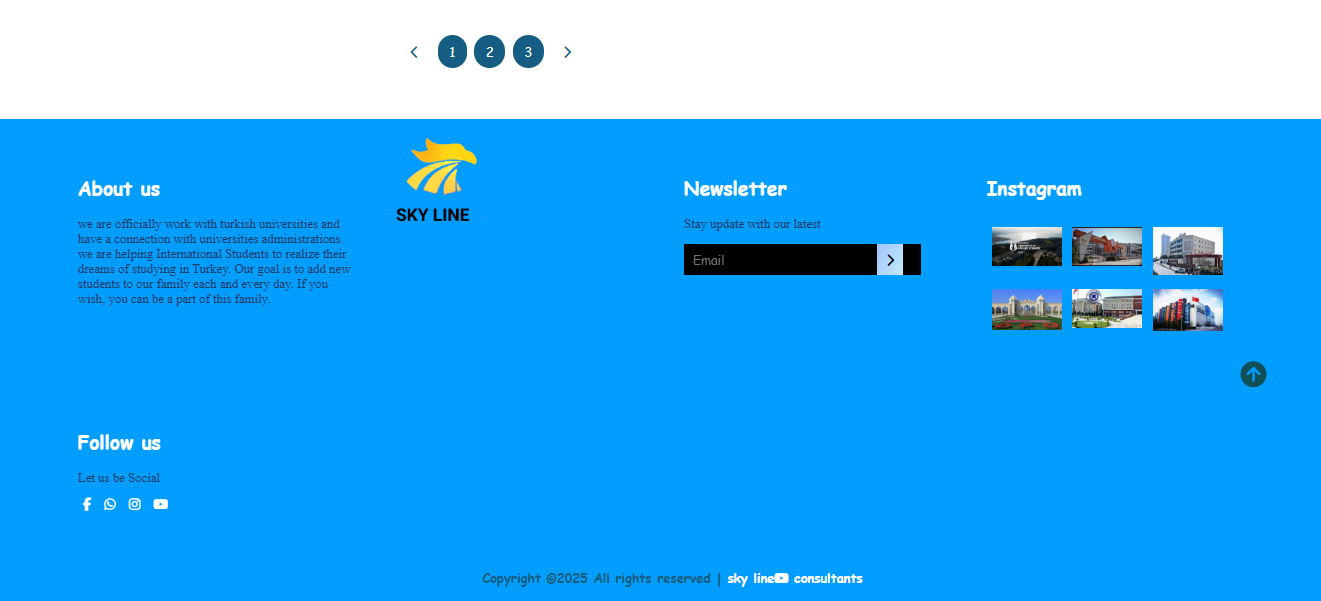 1 2 3
SKY LINE
About us
we are officially work with turkish universities and
have a connection with universities administrations.
we are helping International Students to realize their
dreams of studying in Turkey. Our goal is to add new
students to our family each and every day. If you
wish, you can be a part of this family.
Newsletter
Stay update with our latest
Email
Instagram
Follow us
Let us be Social
Copyright ©2025 All rights reserved | sky line consultants